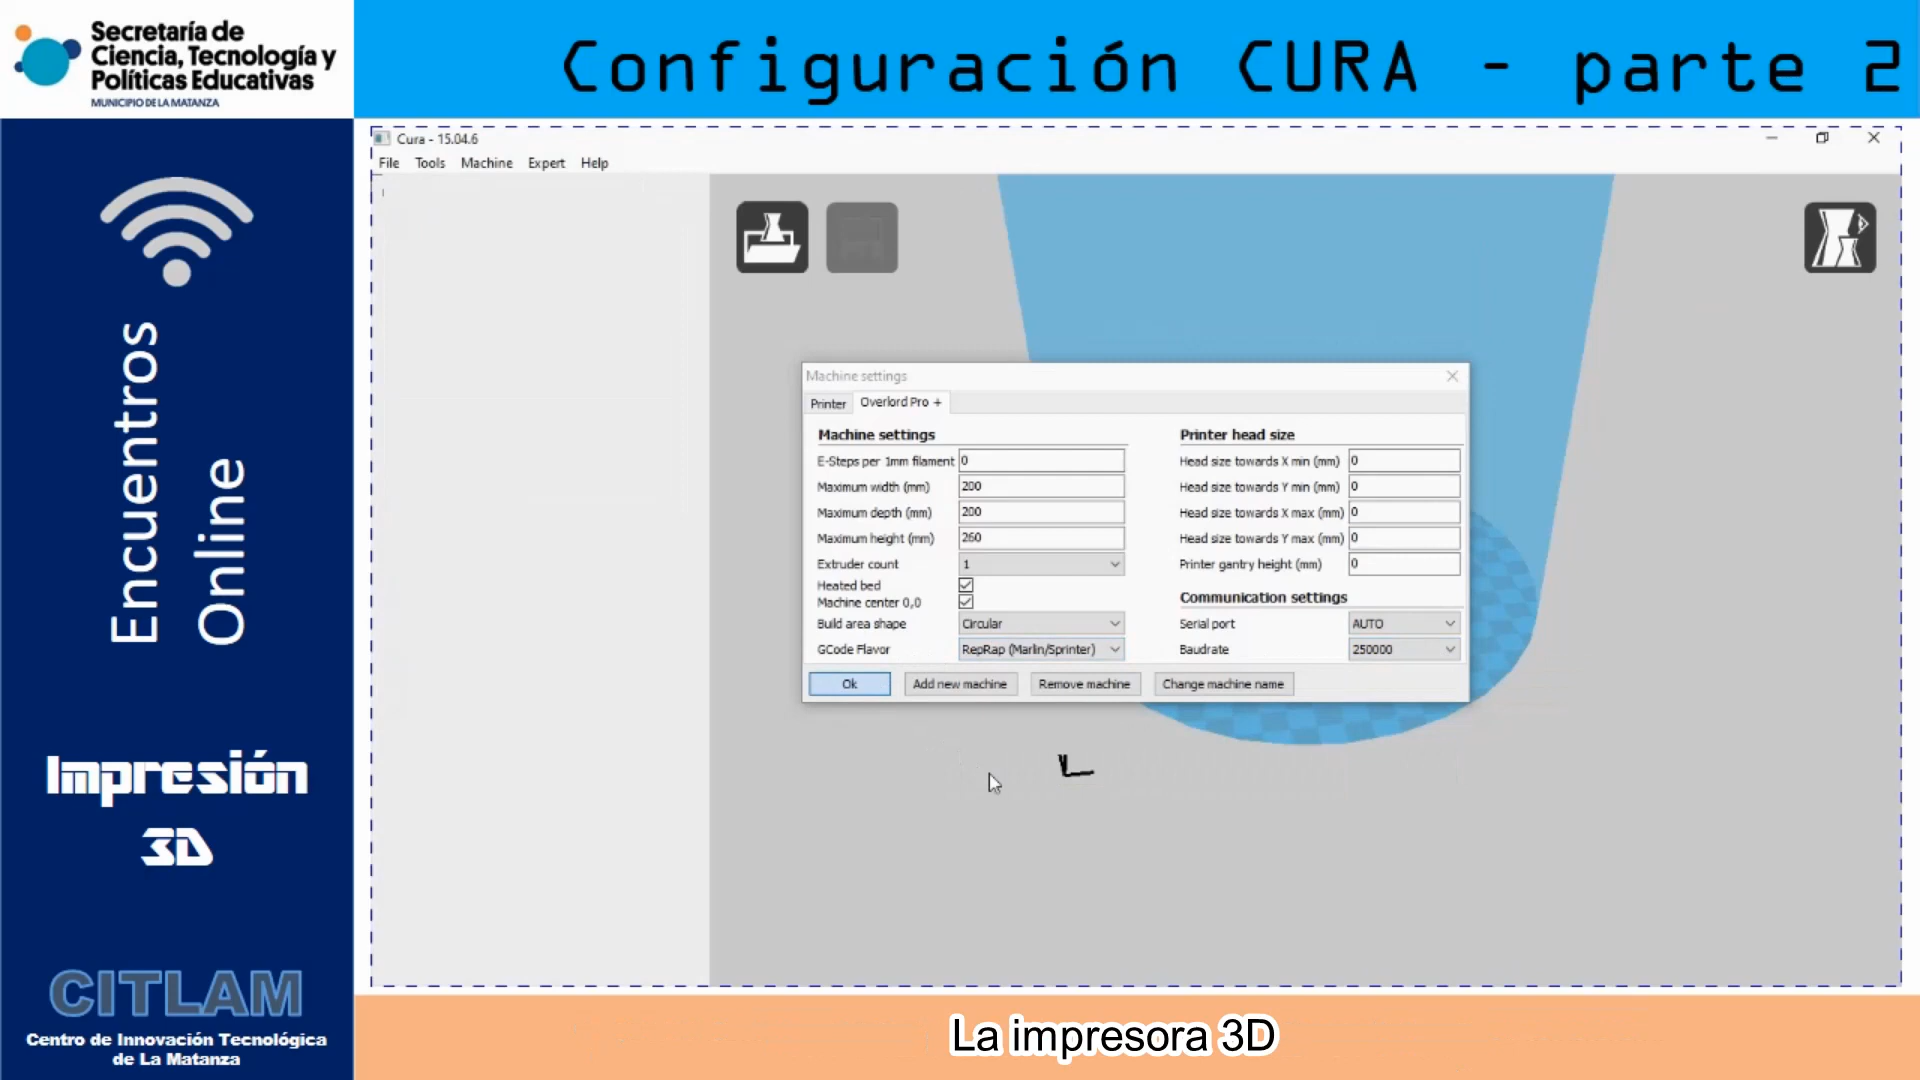 Secretaría de
Ciencia, Tecnología y
Políticas Educativas
MUNICIPIO DE LA MATANZA
Configuración CURA - parte 2
Encuentros
Online
Impresión
3D
CITLAM
Centro de Innovación Tecnológica
de La Matanza
Cura - 15.04.6
File Tools Machine Expert Help
Machine settings
Printer Overlord Pro +
Machine settings
E-Steps per 1mm filament 0
Maximum width (mm) 200
Maximum depth (mm) 200
Maximum height (mm) 260
Extruder count 1
Heated bed
Machine center 0,0
Build area shape Circular
GCode Flavor RepRap (Marlin/Sprinter)
Printer head size
Head size towards X min (mm) 0
Head size towards Y min (mm) 0
Head size towards X max (mm) 0
Head size towards Y max (mm) 0
Printer gantry height (mm) 0
Communication settings
Serial port AUTO
Baudrate 250000
Ok Add new machine Remove machine Change machine name
La impresora 3D